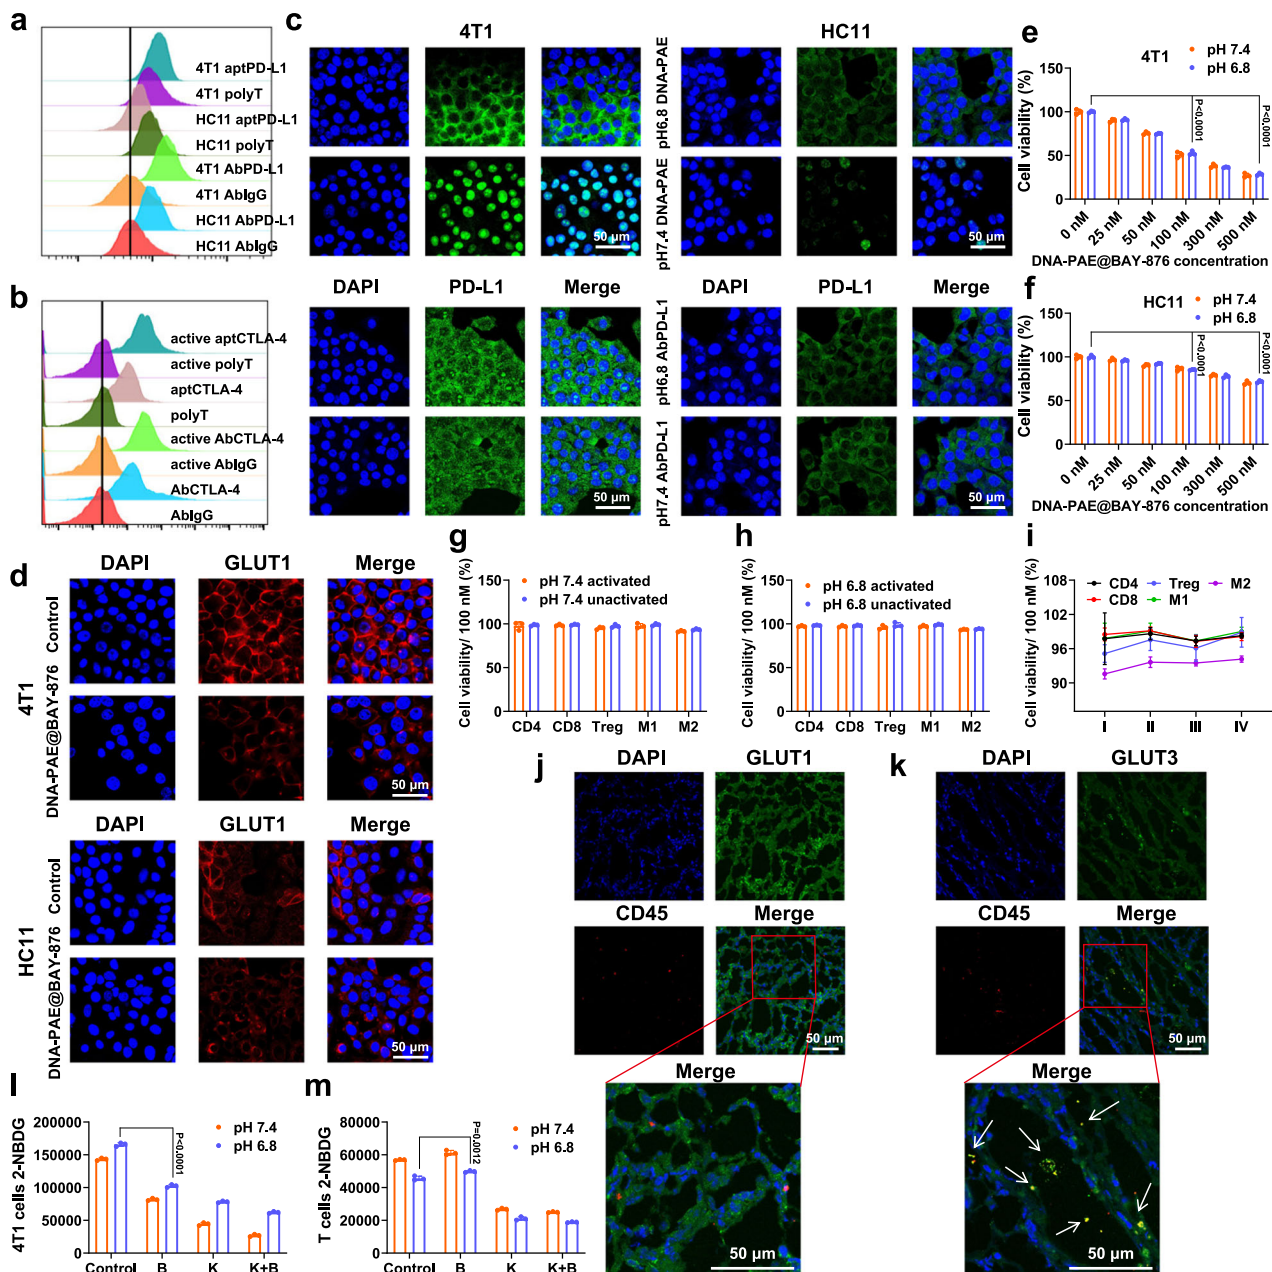 a
4T1 aptPD-L1
4T1 polyT
HC11 aptPD-L1
HC11 polyT
4T1 AbPD-L1
4T1 AbIgG
HC11 AbPD-L1
HC11 AbIgG
b
active aptCTLA-4
active polyT
aptCTLA-4
polyT
active AbCTLA-4
active AbIgG
AbCTLA-4
AbIgG
c
4T1
HC11
pH6.8 DNA-PAE
pH7.4 DNA-PAE
50 µm
50 µm
DAPI
PD-L1
Merge
DAPI
PD-L1
Merge
pH6.8 AbPD-L1
pH7.4 AbPD-L1
50 µm
50 µm
d
DAPI
GLUT1
Merge
4T1
Control
DNA-PAE@BAY-876
50 µm
DAPI
GLUT1
Merge
HC11
Control
DNA-PAE@BAY-876
50 µm
e
4T1
pH 7.4
pH 6.8
Cell viability (%)
150
100
50
0
P<0.0001
P<0.0001
0 nM
25 nM
50 nM
100 nM
300 nM
500 nM
DNA-PAE@BAY-876 concentration
f
HC11
pH 7.4
pH 6.8
Cell viability (%)
150
100
50
0
P<0.0001
P<0.0001
0 nM
25 nM
50 nM
100 nM
300 nM
500 nM
DNA-PAE@BAY-876 concentration
g
pH 7.4 activated
pH 7.4 unactivated
Cell viability/ 100 nM (%)
150
100
50
0
CD4 CD8 Treg M1 M2
h
pH 6.8 activated
pH 6.8 unactivated
Cell viability/ 100 nM (%)
150
100
50
0
CD4 CD8 Treg M1 M2
i
CD4 Treg M2
CD8 M1
Cell viability/ 100 nM (%)
108
102
96
90
I II III IV
j
DAPI
GLUT1
CD45
Merge
50 µm
Merge
50 µm
k
DAPI
GLUT3
CD45
Merge
50 µm
Merge
50 µm
l
4T1 cells 2-NBDG
200000
150000
100000
50000
0
pH 7.4
pH 6.8
P<0.0001
Control B K K+B
m
T cells 2-NBDG
80000
60000
40000
20000
0
pH 7.4
pH 6.8
P=0.0012
Control B K K+B